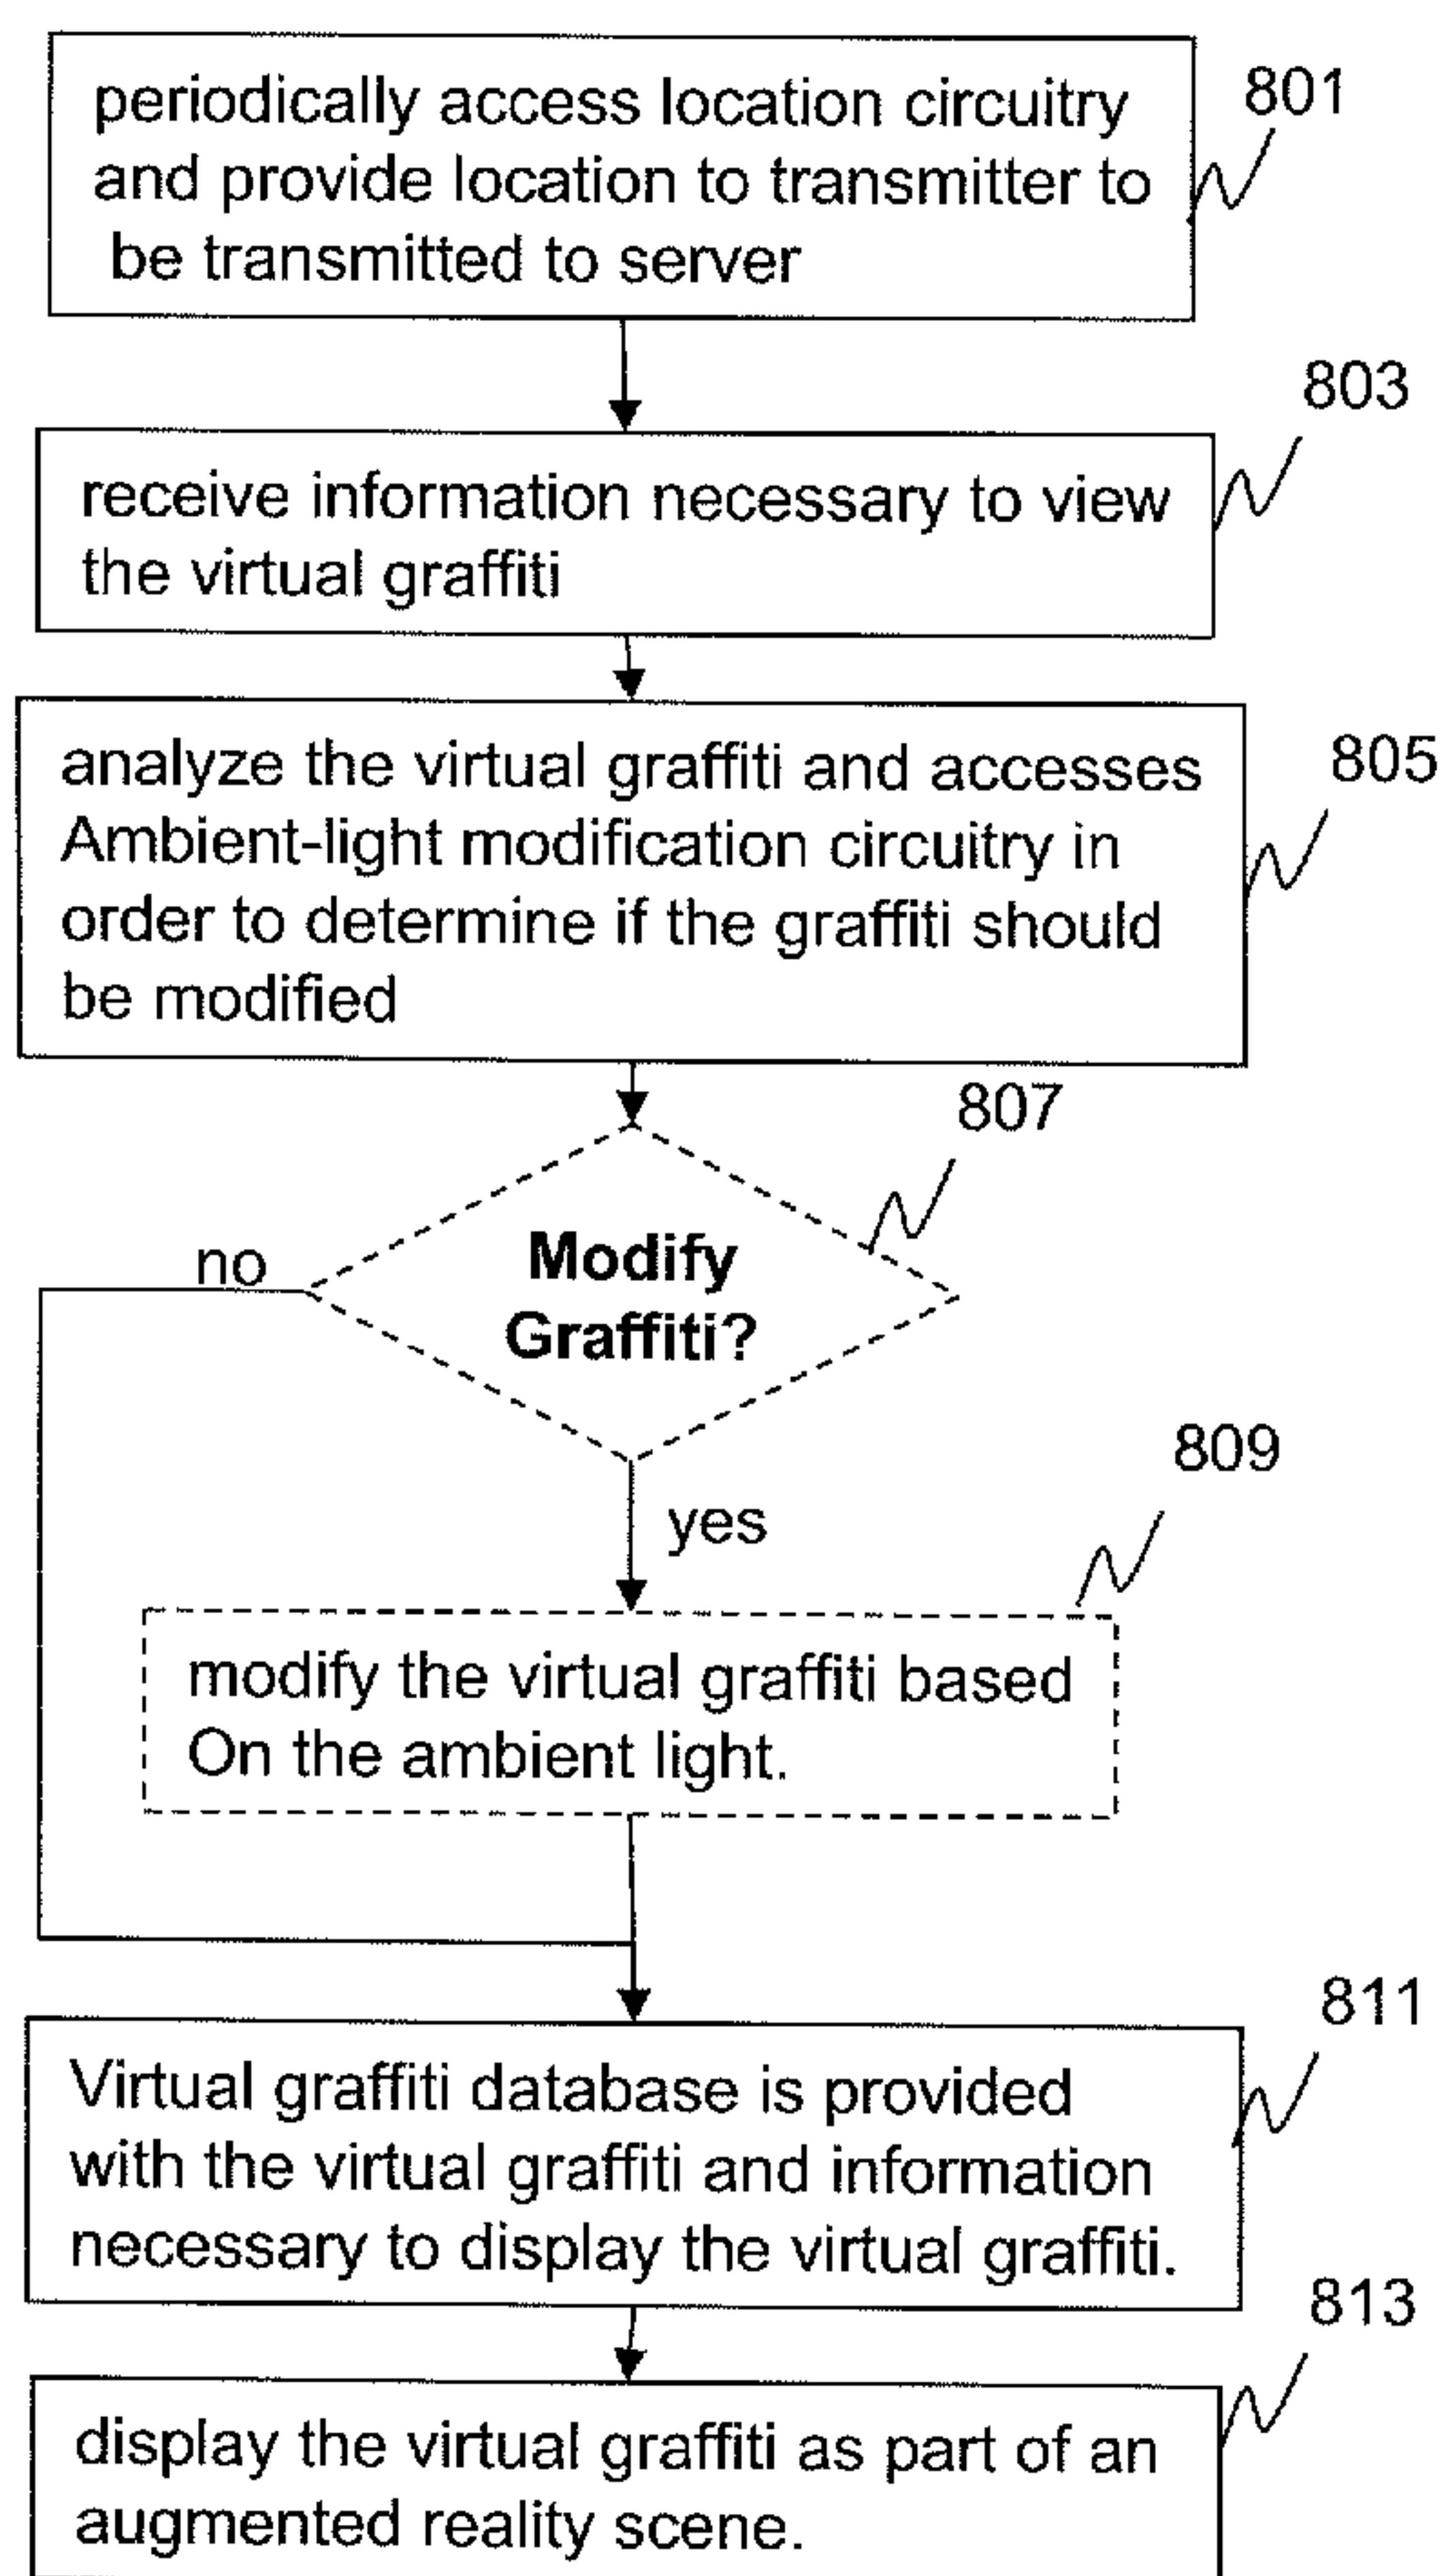 periodically access location circuitry
and provide location to transmitter to
be transmitted to server
801
receive information necessary to view
the virtual graffiti
803
analyze the virtual graffiti and accesses
Ambient-light modification circuitry in
order to determine if the graffiti should
be modified
805
807
Modify
Graffiti?
no
yes
809
modify the virtual graffiti based
On the ambient light.
811
Virtual graffiti database is provided
with the virtual graffiti and information
necessary to display the virtual graffiti.
813
display the virtual graffiti as part of an
augmented reality scene.